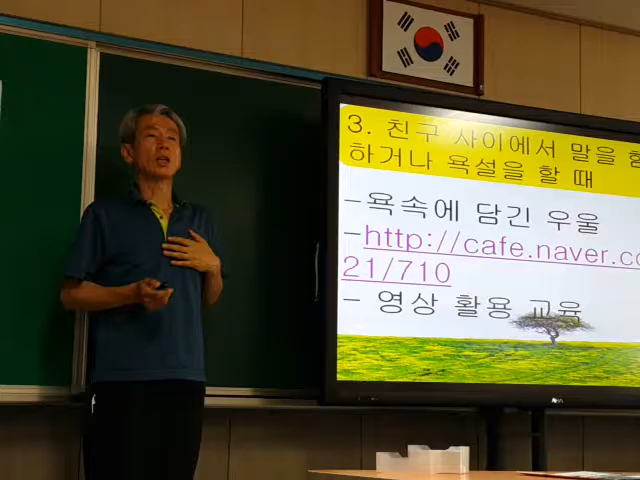 3. 친구 사이에서 말을 함
하거나 욕설을 할 때
-욕속에 담긴 우울
-http://cafe.naver.co
21/710
- 영상 활용 교육